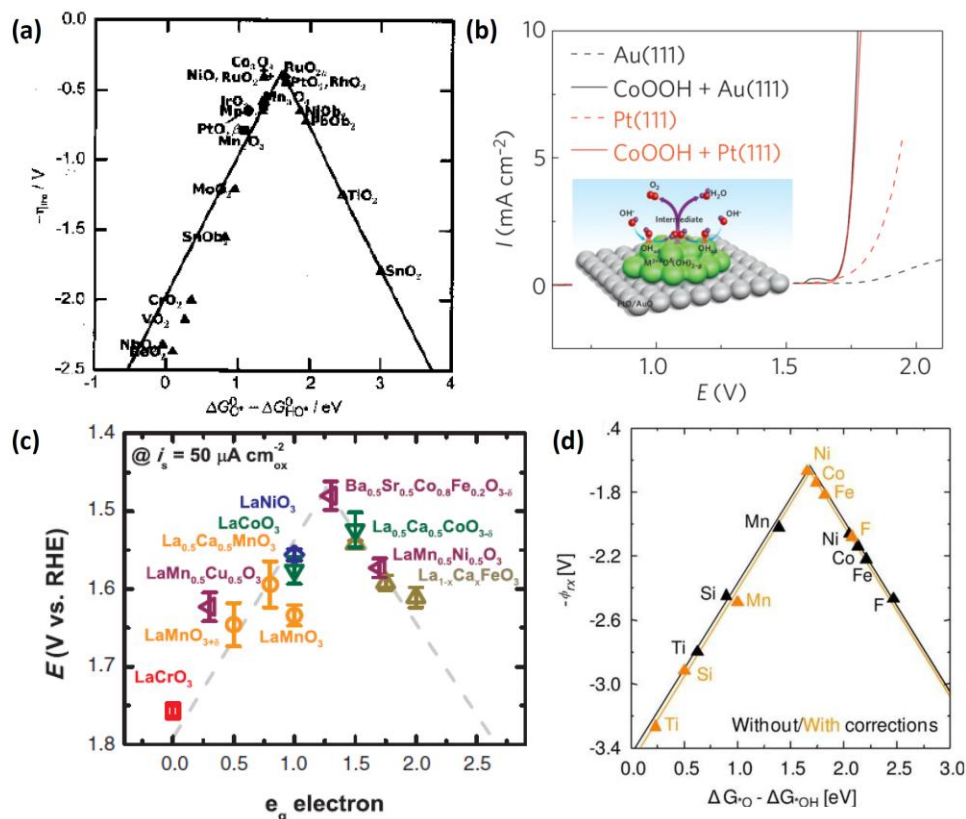 (a)
0.0
-0.5
-1.0
-1.5
-2.0
-2.5
-1
0
1
2
3
4
Co3O4
RuO2
NiO, RuO2
PtO2, RhO2
IrO2
PtO, β
Mn2O3
MoO2
TiO2
SnOb2
SnO2
CrO2
VO2
(b)
10
5
0
I (mA cm-2)
Au(111)
CoOOH + Au(111)
Pt(111)
CoOOH + Pt(111)
O2
H2O
Intermediate
OH-
OH-
1.0
1.5
2.0
E (V)
(c)
@ is = 50 μA cm-2ox
1.4
1.5
1.6
1.7
1.8
E (V vs. RHE)
Ba0.5Sr0.5Co0.8Fe0.2O3-δ
LaNiO3
LaCoO3
La0.5Ca0.5CoO3-δ
La0.5Ca0.5MnO3
LaMn0.5Ni0.5O3
LaMn0.5Cu0.5O3
La1-xCaxFeO3
LaMnO3+δ
LaMnO3
LaCrO3
0.0
0.5
1.0
1.5
2.0
2.5
eg electron
(d)
-1.4
-1.8
-2.2
-2.6
-3.0
-3.4
-ϕrx [V]
Ni
Co
Fe
Mn
Ni
F
Co
Fe
Si
Mn
F
Ti
Si
Ti
Without/With corrections
0.0
0.5
1.0
1.5
2.0
2.5
3.0
ΔG*O - ΔG*OH [eV]